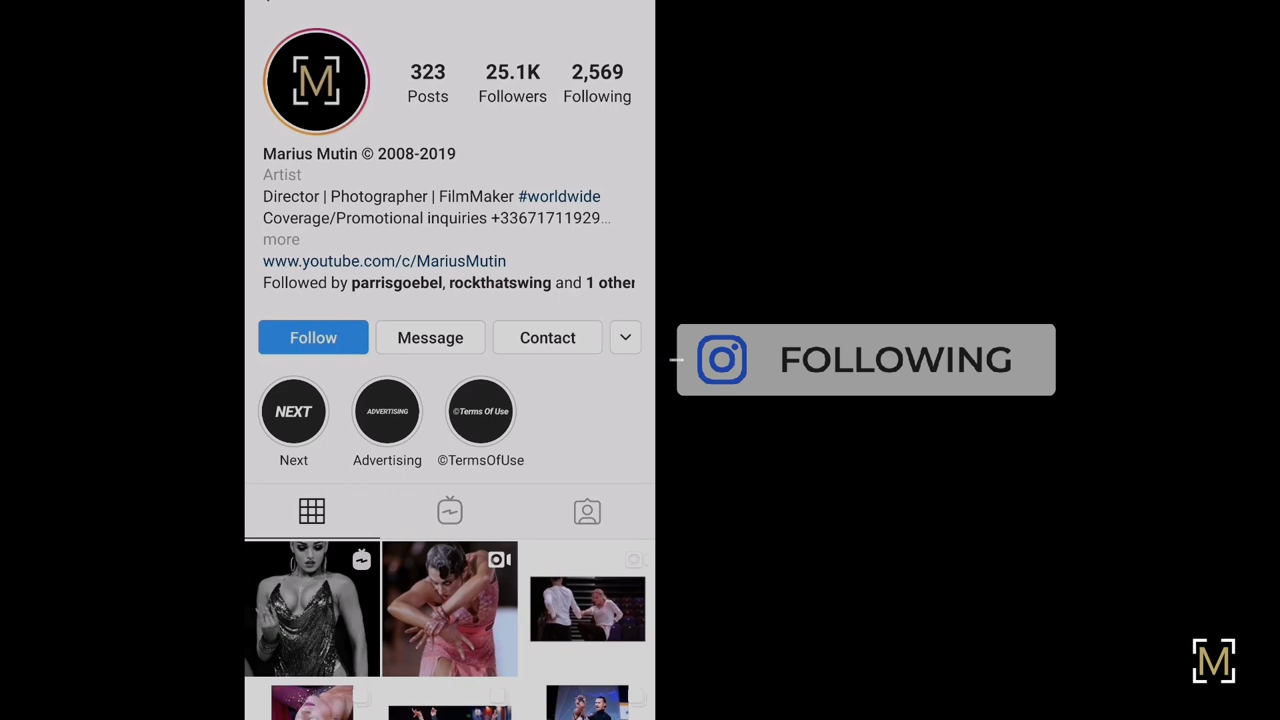 M
323 25.1K 2,569
Posts Followers Following
Marius Mutin © 2008-2019
Artist
Director | Photographer | FilmMaker #worldwide
Coverage/Promotional inquiries +33671711929...
more
www.youtube.com/c/MariusMutin
Followed by parrisgoebel, rockthatswing and 1 other
Follow Message Contact
FOLLOWING
NEXT ADVERTISING ©Terms Of Use
Next Advertising ©TermsOfUse
M